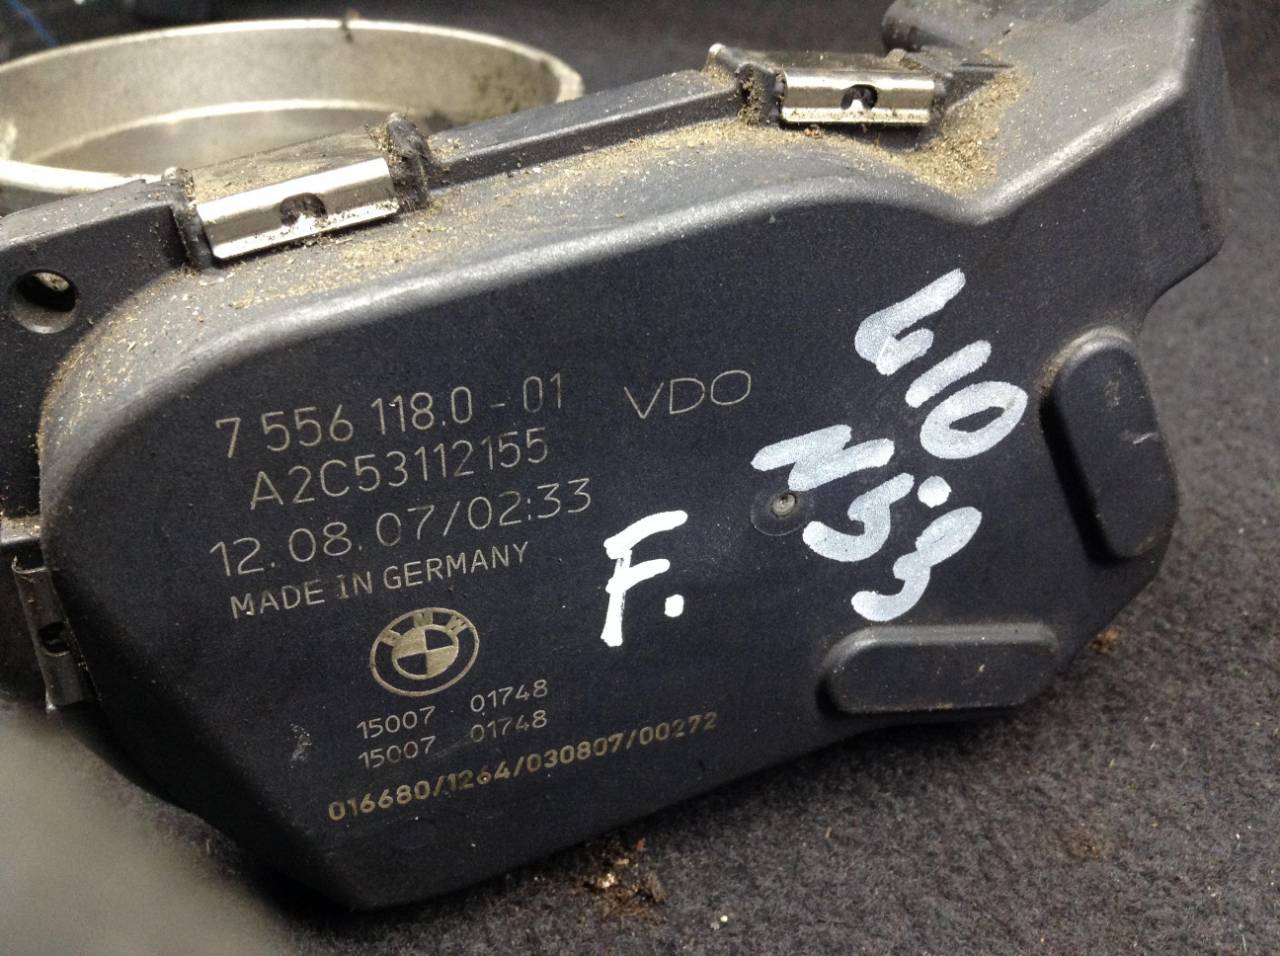 7 556 118.0 - 01 VDO
A2C53112155
12.08.07/02:33
MADE IN GERMANY
BMW
15007 01748
15007 01748
016680/1264/030807/00272
F.
N53